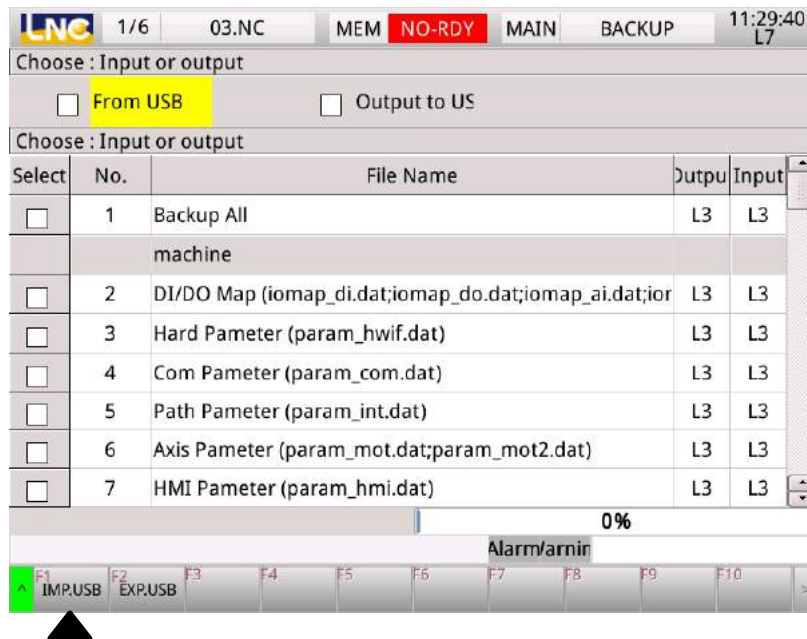 LNC 1/6 03.NC MEM NO-RDY MAIN BACKUP 11:29:40
L7
Choose : Input or output
From USB Output to US
Choose : Input or output
Select No. File Name Outpu Input
1 Backup All L3 L3
machine
2 DI/DO Map (iomap_di.dat;iomap_do.dat;iomap_ai.dat;ior L3 L3
3 Hard Pameter (param_hwif.dat) L3 L3
4 Com Pameter (param_com.dat) L3 L3
5 Path Pameter (param_int.dat) L3 L3
6 Axis Pameter (param_mot.dat;param_mot2.dat) L3 L3
7 HMI Pameter (param_hmi.dat) L3 L3
0%
Alarm/arnin
F1 F2 F3 F4 F5 F6 F7 F8 F9 F10
^ IMP.USB EXP.USB >